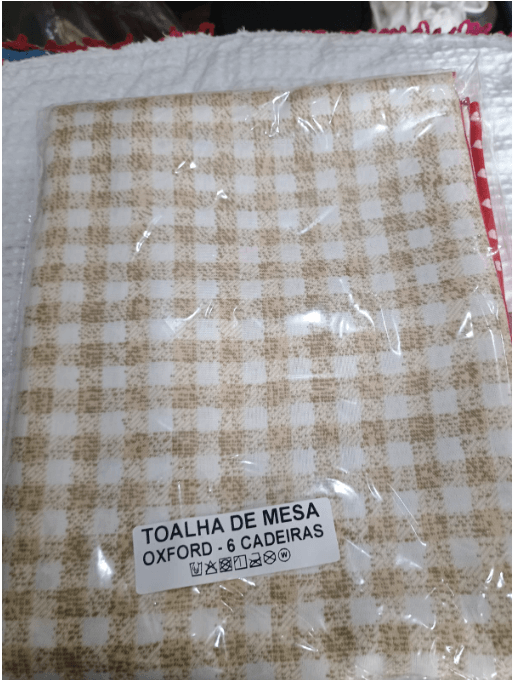 TOALHA DE MESA
OXFORD - 6 CADEIRAS
W